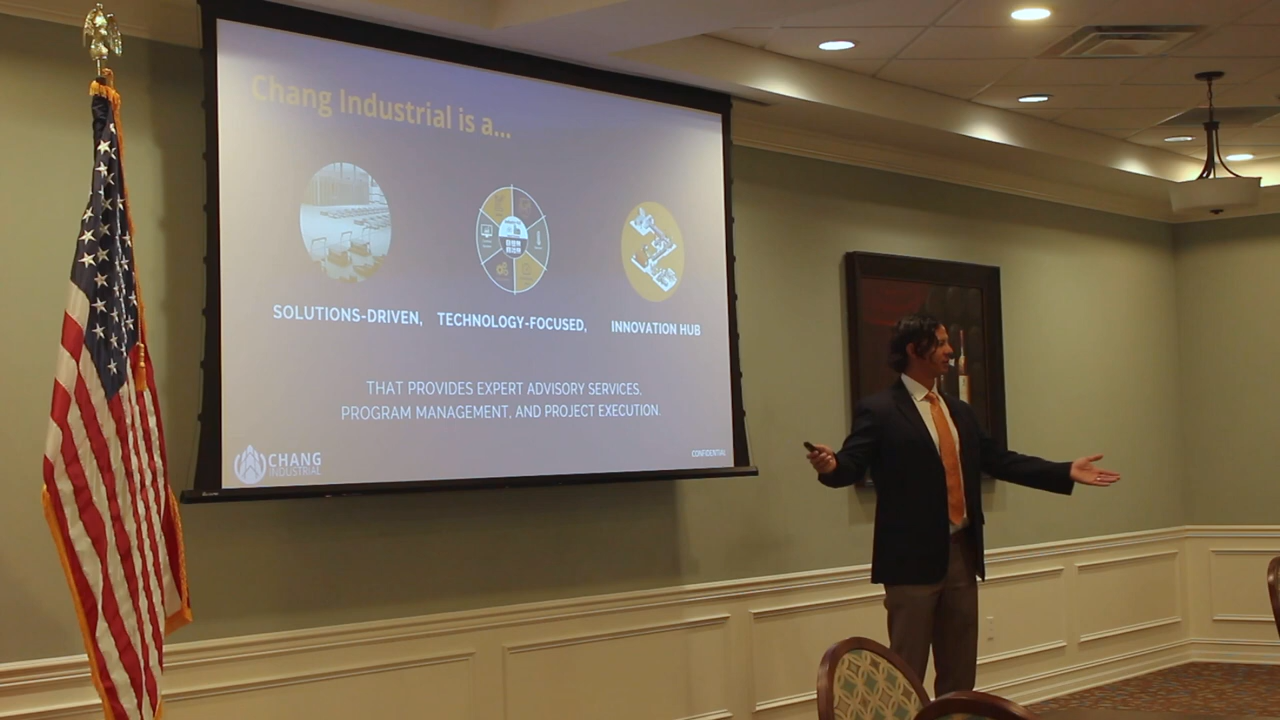 Chang Industrial is a...
SOLUTIONS-DRIVEN, TECHNOLOGY-FOCUSED, INNOVATION HUB
THAT PROVIDES EXPERT ADVISORY SERVICES,
PROGRAM MANAGEMENT, AND PROJECT EXECUTION.
CHANG
INDUSTRIAL
CONFIDENTIAL